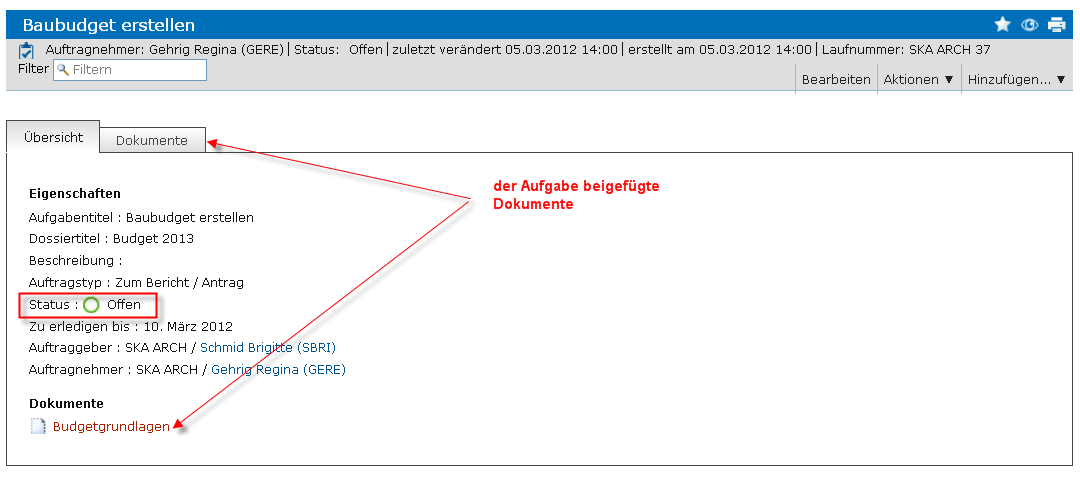 Baubudget erstellen
Auftragnehmer: Gehrig Regina (GERE) | Status: Offen | zuletzt verändert 05.03.2012 14:00 | erstellt am 05.03.2012 14:00 | Laufnummer: SKA ARCH 37
Filter Filtern
Bearbeiten Aktionen ▼ Hinzufügen... ▼
Übersicht Dokumente
der Aufgabe beigefügte
Dokumente
Eigenschaften
Aufgabentitel : Baubudget erstellen
Dossiertitel : Budget 2013
Beschreibung :
Auftragstyp : Zum Bericht / Antrag
Status : Offen
Zu erledigen bis : 10. März 2012
Auftraggeber : SKA ARCH / Schmid Brigitte (SBRI)
Auftragnehmer : SKA ARCH / Gehrig Regina (GERE)
Dokumente
Budgetgrundlagen